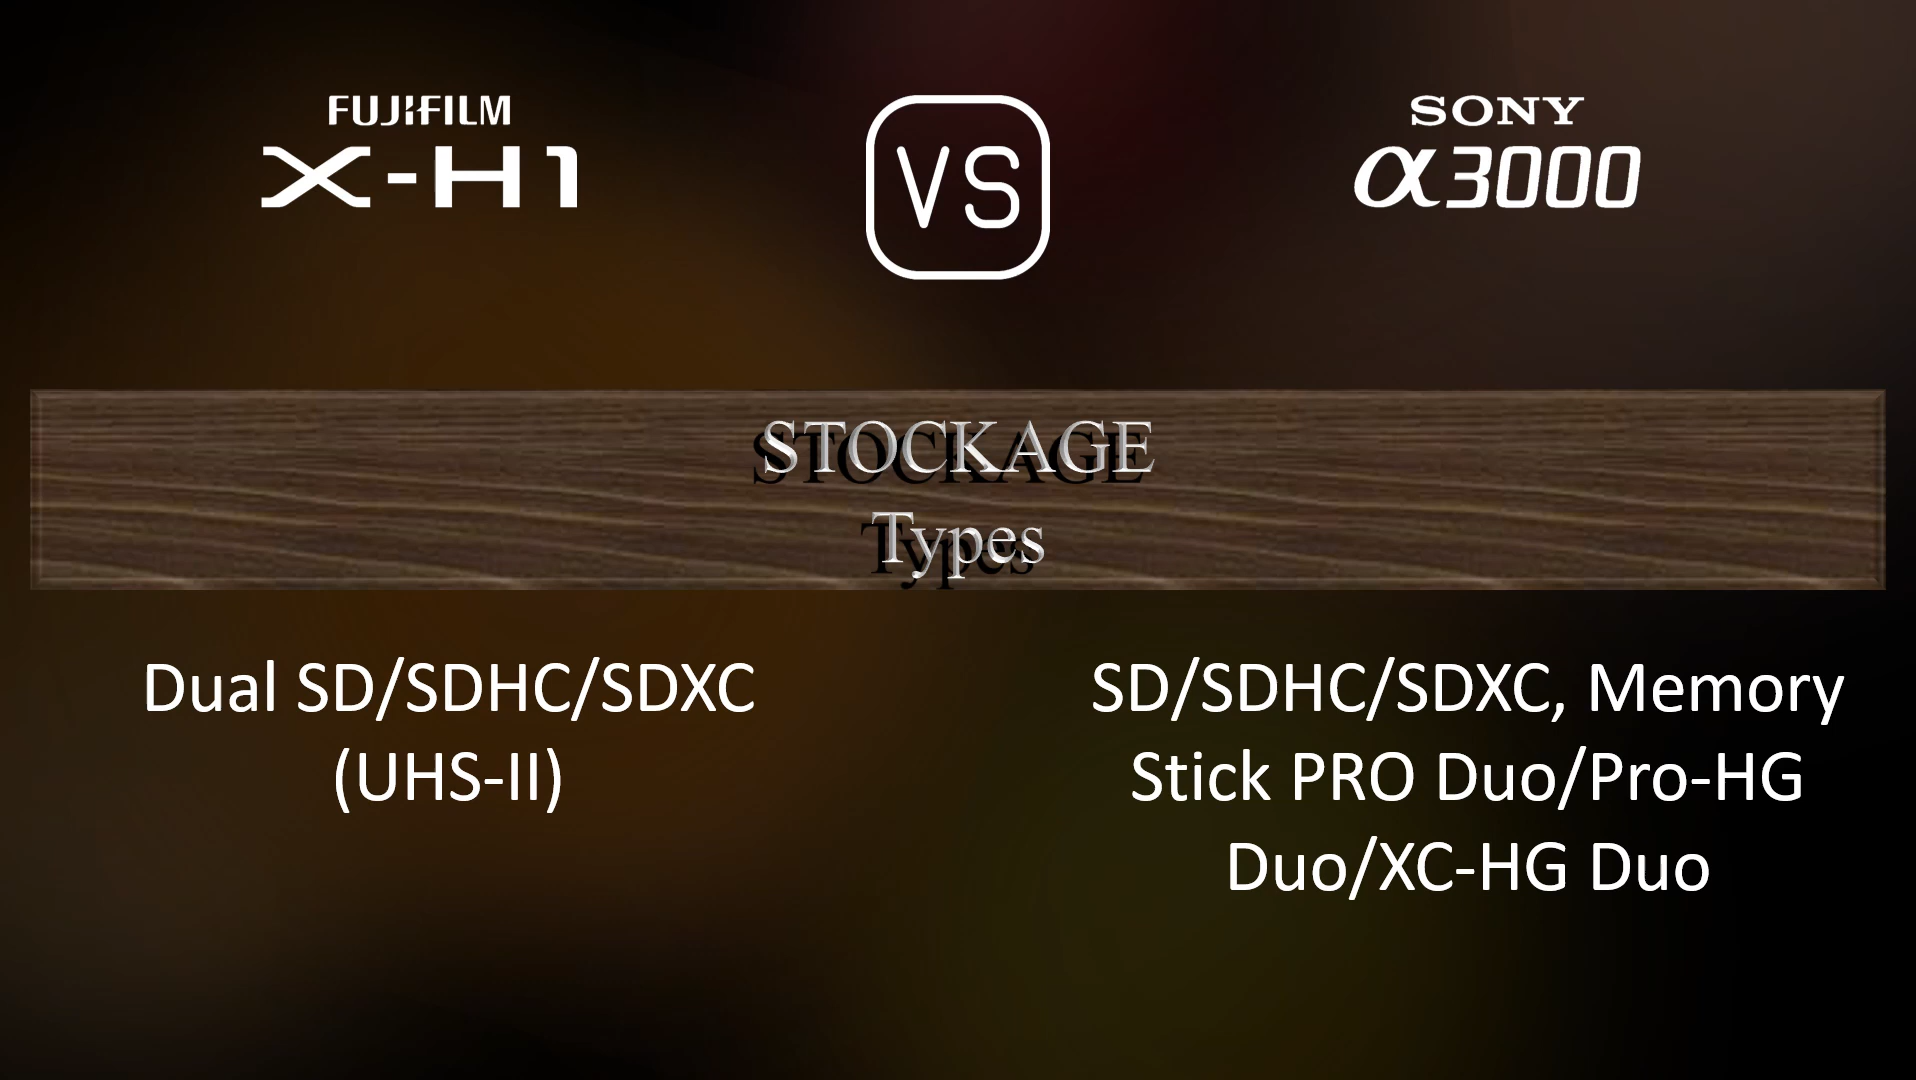 FUJIFILM
X-H1
VS
SONY
α3000
STOCKAGE
Types
Dual SD/SDHC/SDXC
(UHS-II)
SD/SDHC/SDXC, Memory
Stick PRO Duo/Pro-HG
Duo/XC-HG Duo